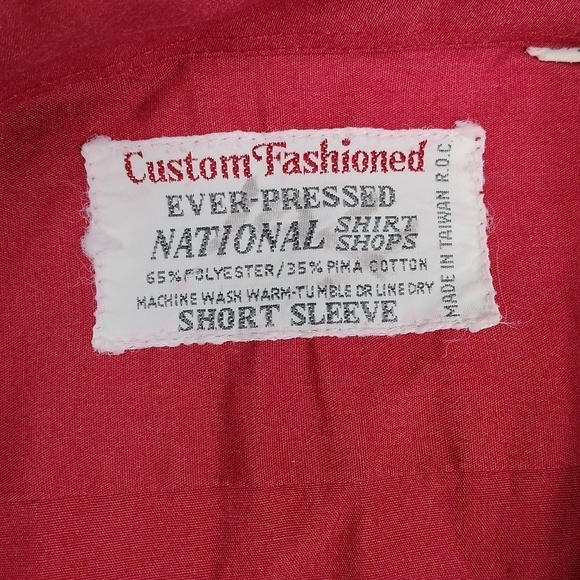 Custom Fashioned
EVER-PRESSED
NATIONAL SHIRT SHOPS
65% POLYESTER/35% PIMA COTTON
MACHINE WASH WARM-TUMBLE OR LINE DRY
SHORT SLEEVE
MADE IN TAIWAN R.O.C